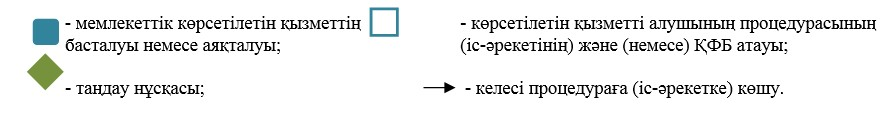 - мемлекеттік көрсетілетін қызметтің
басталуы немесе аяқталуы;
- көрсетілетін қызметті алушының процедурасының
(іс-әрекетінің) және (немесе) ҚФБ атауы;
- таңдау нұсқасы;
- келесі процедураға (іс-әрекетке) көшу.